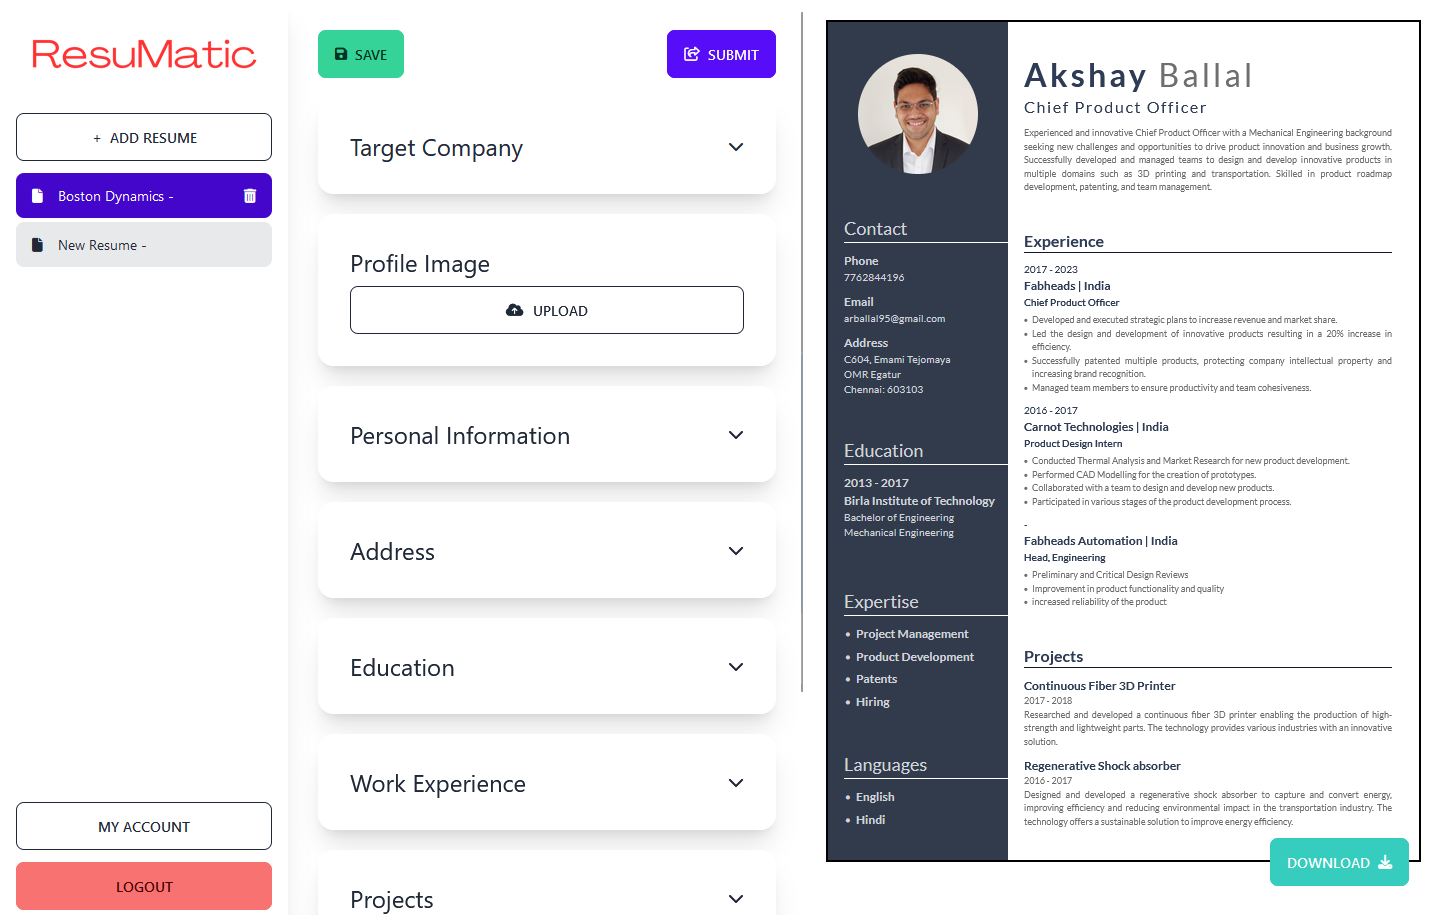 ResuMatic
+ ADD RESUME
Boston Dynamics -
New Resume -
MY ACCOUNT
LOGOUT
SAVE
SUBMIT
Target Company
Profile Image
UPLOAD
Personal Information
Address
Education
Work Experience
Projects
Contact
Phone
7762844196
Email
arballal95@gmail.com
Address
C604, Emami Tejomaya
OMR Egatur
Chennai: 603103
Education
2013 - 2017
Birla Institute of Technology
Bachelor of Engineering
Mechanical Engineering
Expertise
• Project Management
• Product Development
• Patents
• Hiring
Languages
• English
• Hindi
Akshay Ballal
Chief Product Officer
Experienced and innovative Chief Product Officer with a Mechanical Engineering background
seeking new challenges and opportunities to drive product innovation and business growth.
Successfully developed and managed teams to design and develop innovative products in
multiple domains such as 3D printing and transportation. Skilled in product roadmap
development, patenting, and team management.
Experience
2017 - 2023
Fabheads | India
Chief Product Officer
• Developed and executed strategic plans to increase revenue and market share.
• Led the design and development of innovative products resulting in a 20% increase in
efficiency.
• Successfully patented multiple products, protecting company intellectual property and
increasing brand recognition.
• Managed team members to ensure productivity and team cohesiveness.
2016 - 2017
Carnot Technologies | India
Product Design Intern
• Conducted Thermal Analysis and Market Research for new product development.
• Performed CAD Modelling for the creation of prototypes.
• Collaborated with a team to design and develop new products.
• Participated in various stages of the product development process.
-
Fabheads Automation | India
Head, Engineering
• Preliminary and Critical Design Reviews
• Improvement in product functionality and quality
• increased reliability of the product
Projects
Continuous Fiber 3D Printer
2017 - 2018
Researched and developed a continuous fiber 3D printer enabling the production of high-
strength and lightweight parts. The technology provides various industries with an innovative
solution.
Regenerative Shock absorber
2016 - 2017
Designed and developed a regenerative shock absorber to capture and convert energy,
improving efficiency and reducing environmental impact in the transportation industry. The
technology offers a sustainable solution to improve energy efficiency.
DOWNLOAD